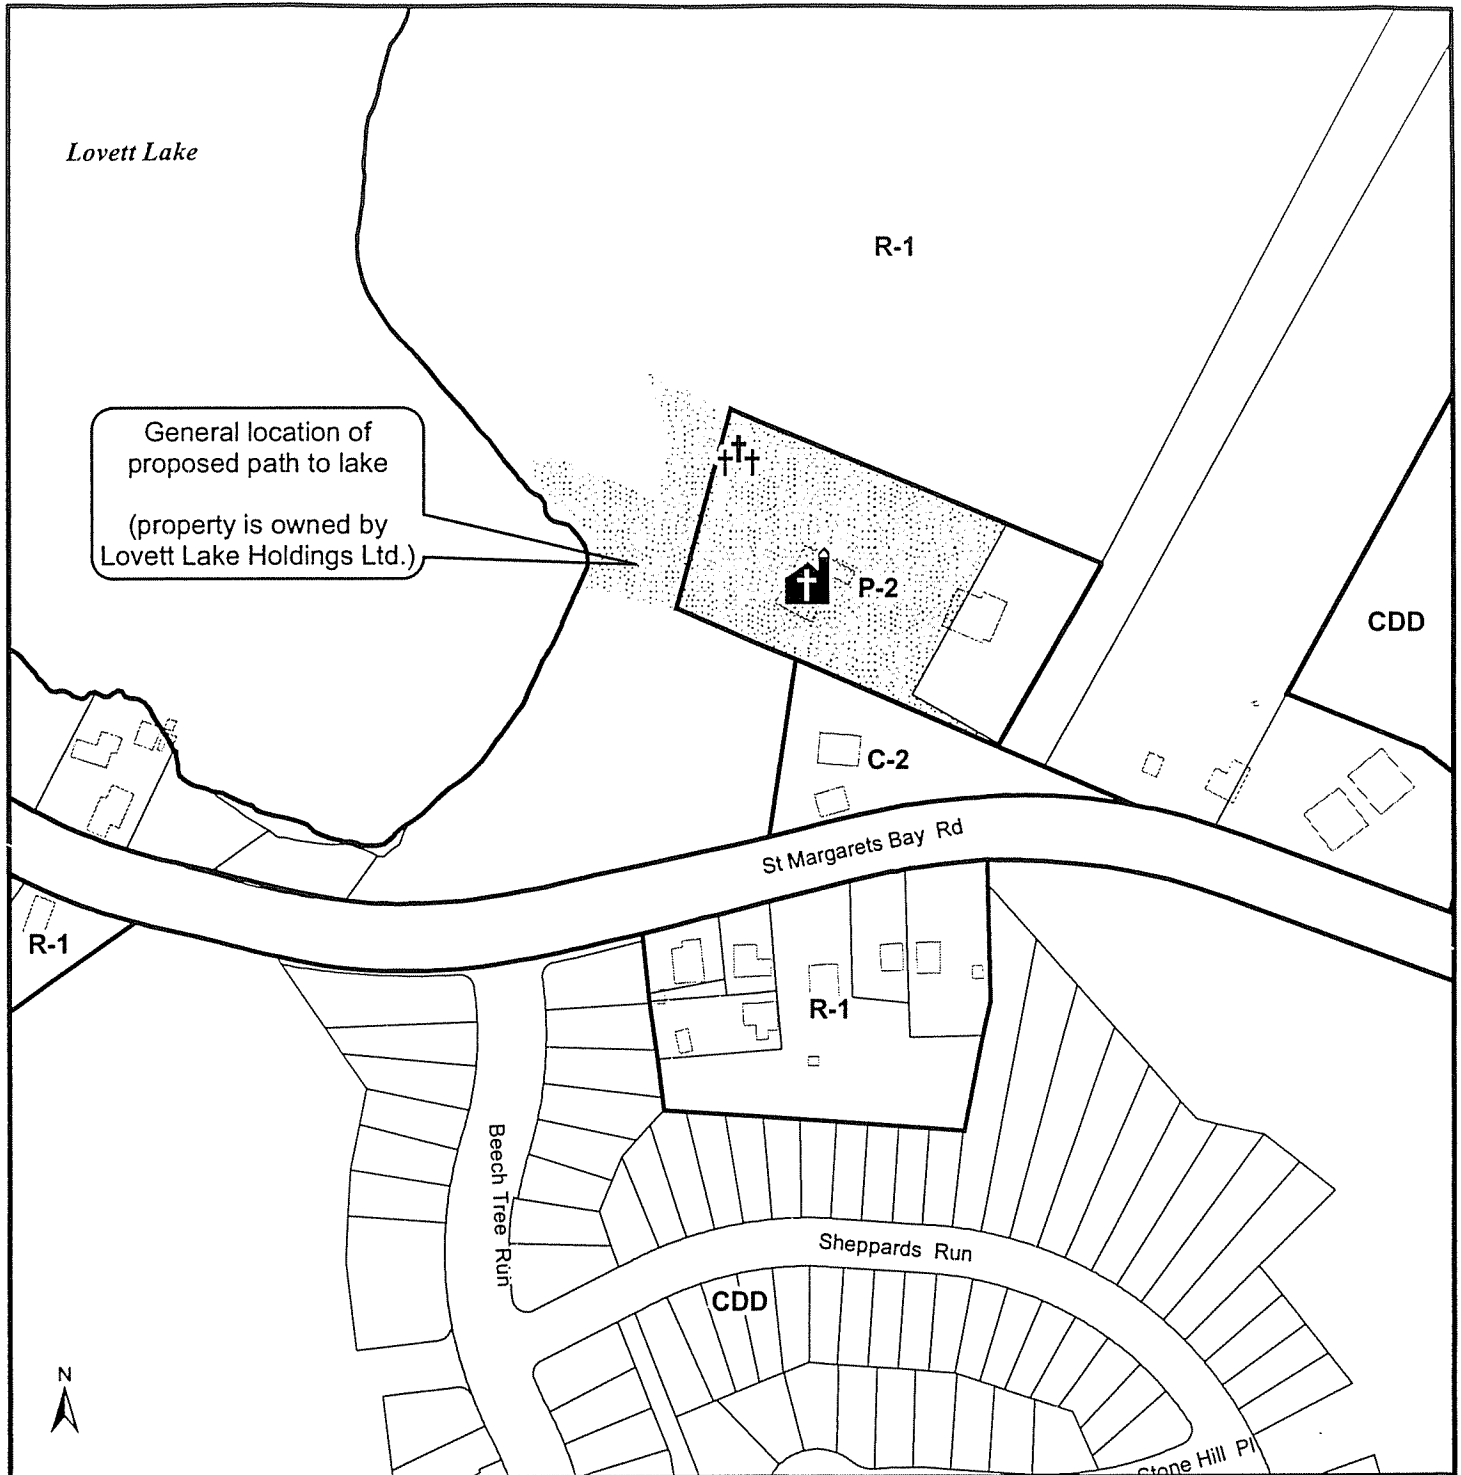 Lovett Lake
R-1
General location of
proposed path to lake
(property is owned by
Lovett Lake Holdings Ltd.)
P-2
CDD
C-2
St Margarets Bay Rd
R-1
R-1
Beech Tree Run
Sheppards Run
CDD
N
Stone Hill Pl